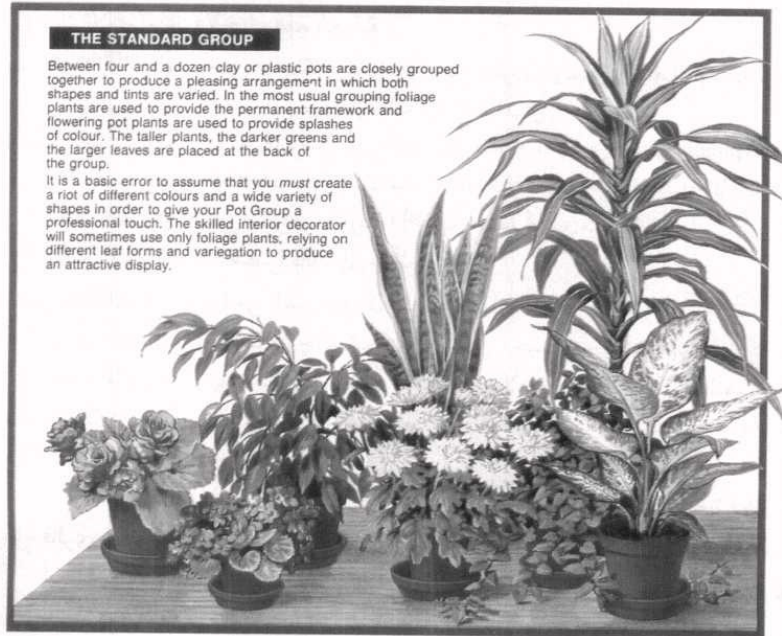 THE STANDARD GROUP
Between four and a dozen clay or plastic pots are closely grouped
together to produce a pleasing arrangement in which both
shapes and tints are varied. In the most usual grouping foliage
plants are used to provide the permanent framework and
flowering pot plants are used to provide splashes
of colour. The taller plants, the darker greens and
the larger leaves are placed at the back of
the group.
It is a basic error to assume that you must create
a riot of different colours and a wide variety of
shapes in order to give your Pot Group a
professional touch. The skilled interior decorator
will sometimes use only foliage plants, relying on
different leaf forms and variegation to produce
an attractive display.